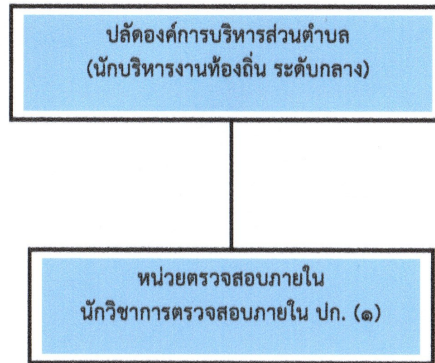 ปลัดองค์การบริหารส่วนตำบล
(นักบริหารงานท้องถิ่น ระดับกลาง)
หน่วยตรวจสอบภายใน
นักวิชาการตรวจสอบภายใน ปก. (๑)